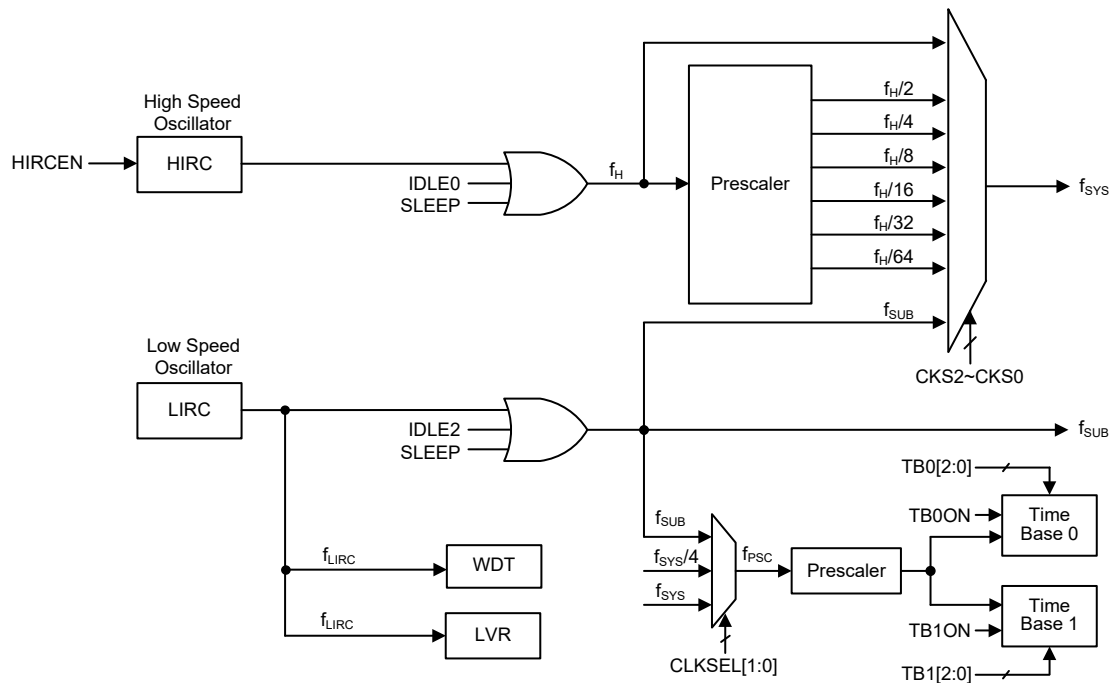 High Speed
Oscillator
HIRCEN
HIRC
IDLE0
SLEEP
fH
Prescaler
fH/2
fH/4
fH/8
fH/16
fH/32
fH/64
fSUB
fSYS
CKS2~CKS0
Low Speed
Oscillator
LIRC
IDLE2
SLEEP
fSUB
fLIRC
WDT
fLIRC
LVR
fSUB
fSYS/4
fSYS
CLKSEL[1:0]
fPSC
Prescaler
TB0[2:0]
TB0ON
Time
Base 0
Time
Base 1
TB1ON
TB1[2:0]